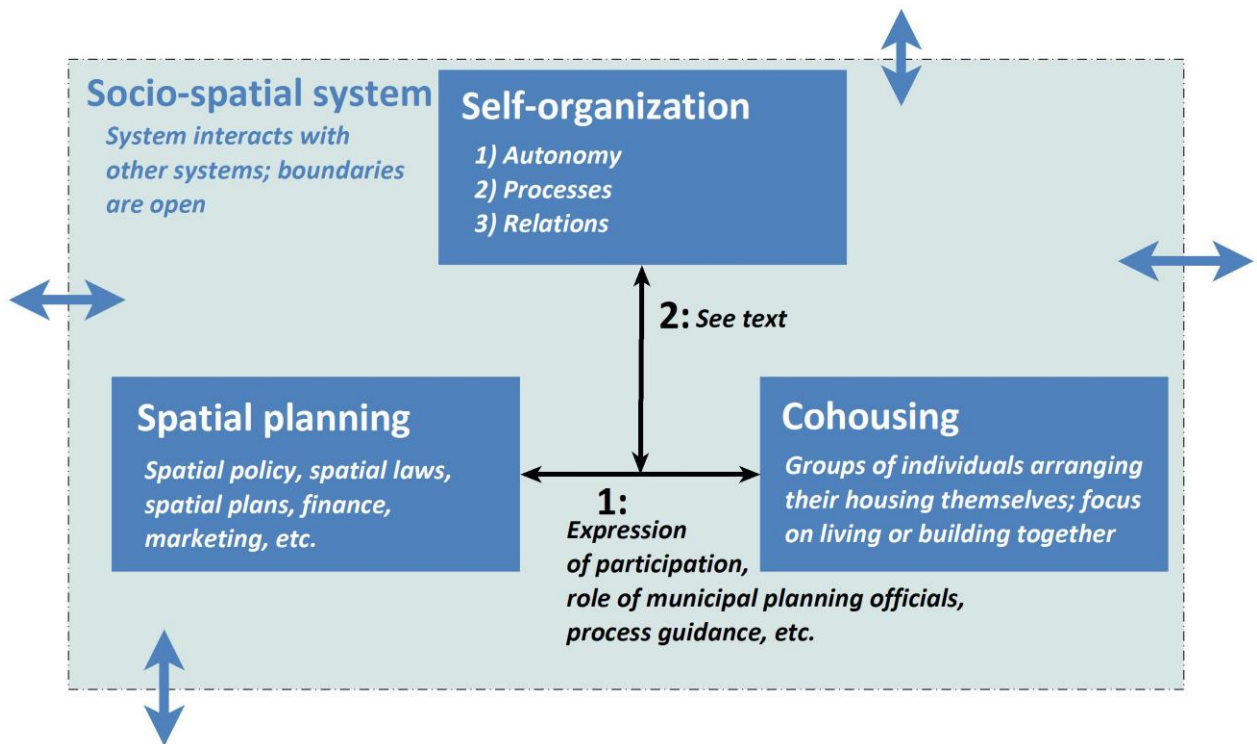 Socio-spatial system
System interacts with
other systems; boundaries
are open
Self-organization
1) Autonomy
2) Processes
3) Relations
2: See text
Spatial planning
Spatial policy, spatial laws,
spatial plans, finance,
marketing, etc.
Cohousing
Groups of individuals arranging
their housing themselves; focus
on living or building together
1:
Expression
of participation,
role of municipal planning officials,
process guidance, etc.